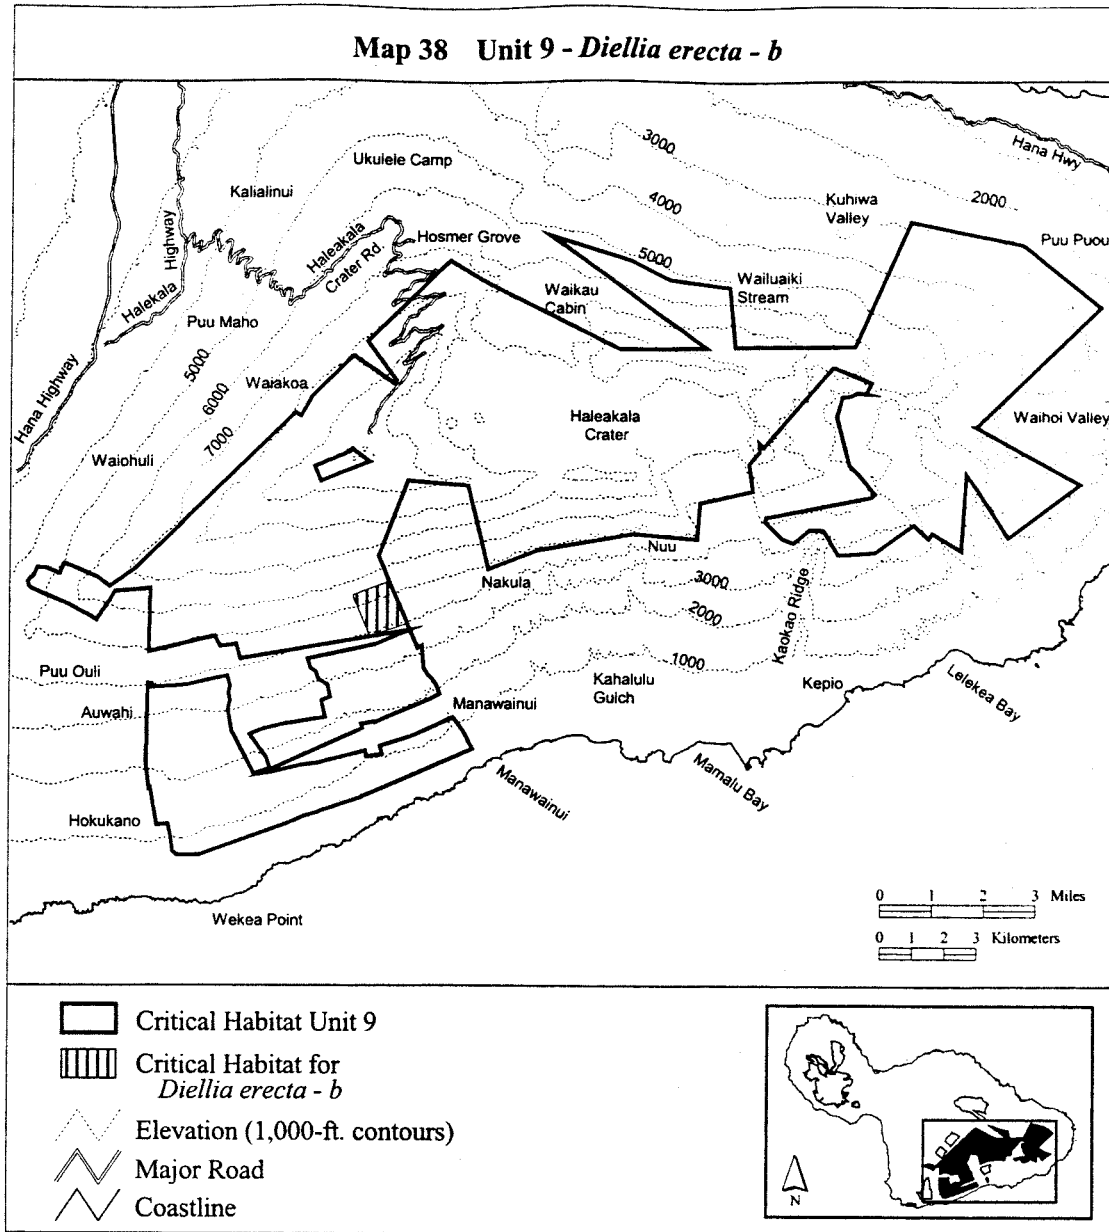 Map 38 Unit 9 - Diellia erecta - b
Hana Hwy
3000
Ukulele Camp
Kalialinui
2000
4000
Kuhiwa
Valley
Highway
Haleakala
Crater Rd.
Hosmer Grove
Puu Puou
5000
Wailuaiki
Stream
Waikau
Cabin
Halekala
Puu Maho
5000
Hana Highway
6000
Waiakoa
7000
Haleakala
Crater
Waihoi Valley
Waiohuli
Nuu
Nakula
3000
2000
Kaokao Ridge
1000
Puu Ouli
Kahalulu
Gulch
Kepio
Lelekea Bay
Auwahi
Manawainui
Mamalu Bay
Manawainui
Hokukano
Wekea Point
0 1 2 3 Miles
0 1 2 3 Kilometers
Critical Habitat Unit 9
Critical Habitat for
Diellia erecta - b
Elevation (1,000-ft. contours)
Major Road
Coastline
N